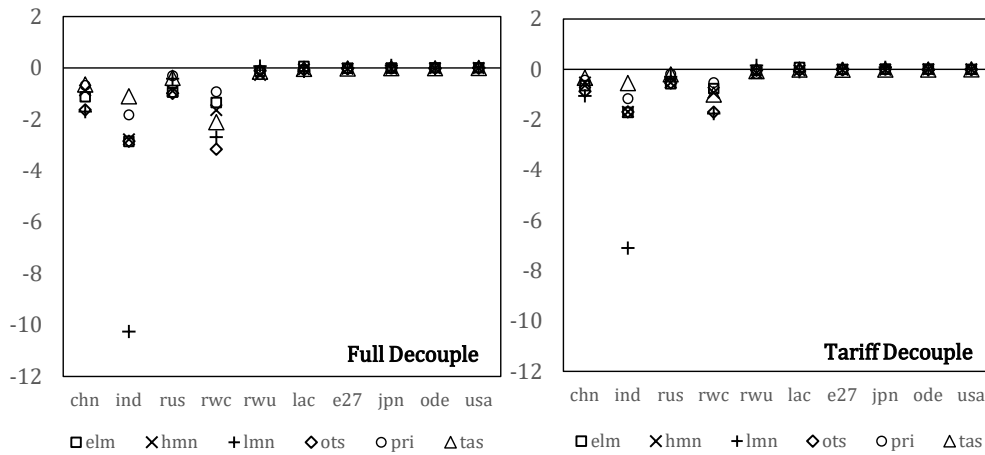 2
0
-2
-4
-6
-8
-10
-12
Full Decouple
chn ind rus rwc rwu lac e27 jpn ode usa
elm hmn lmn ots pri tas
2
0
-2
-4
-6
-8
-10
-12
Tariff Decouple
chn ind rus rwc rwu lac e27 jpn ode usa
elm hmn lmn ots pri tas